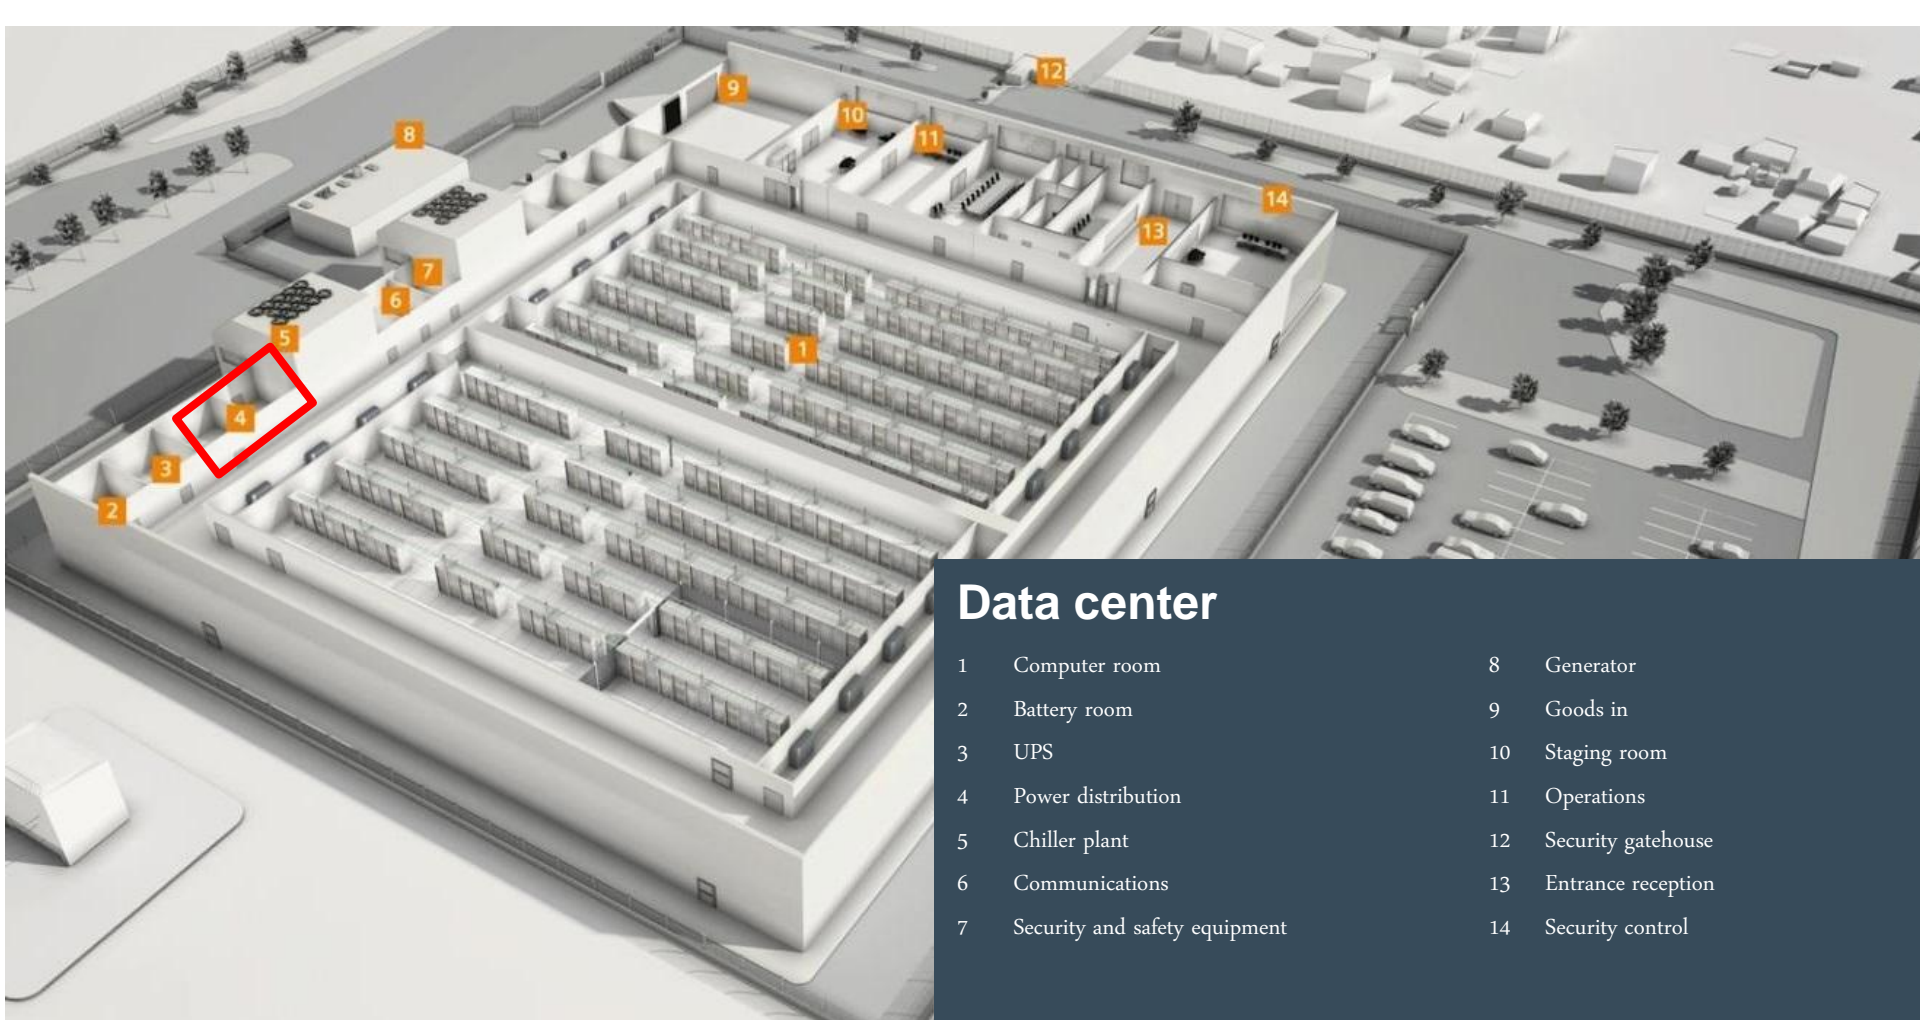 12
9
10
11
8
14
13
7
6
5
1
4
3
2
Data center
1 Computer room
2 Battery room
3 UPS
4 Power distribution
5 Chiller plant
6 Communications
7 Security and safety equipment
8 Generator
9 Goods in
10 Staging room
11 Operations
12 Security gatehouse
13 Entrance reception
14 Security control